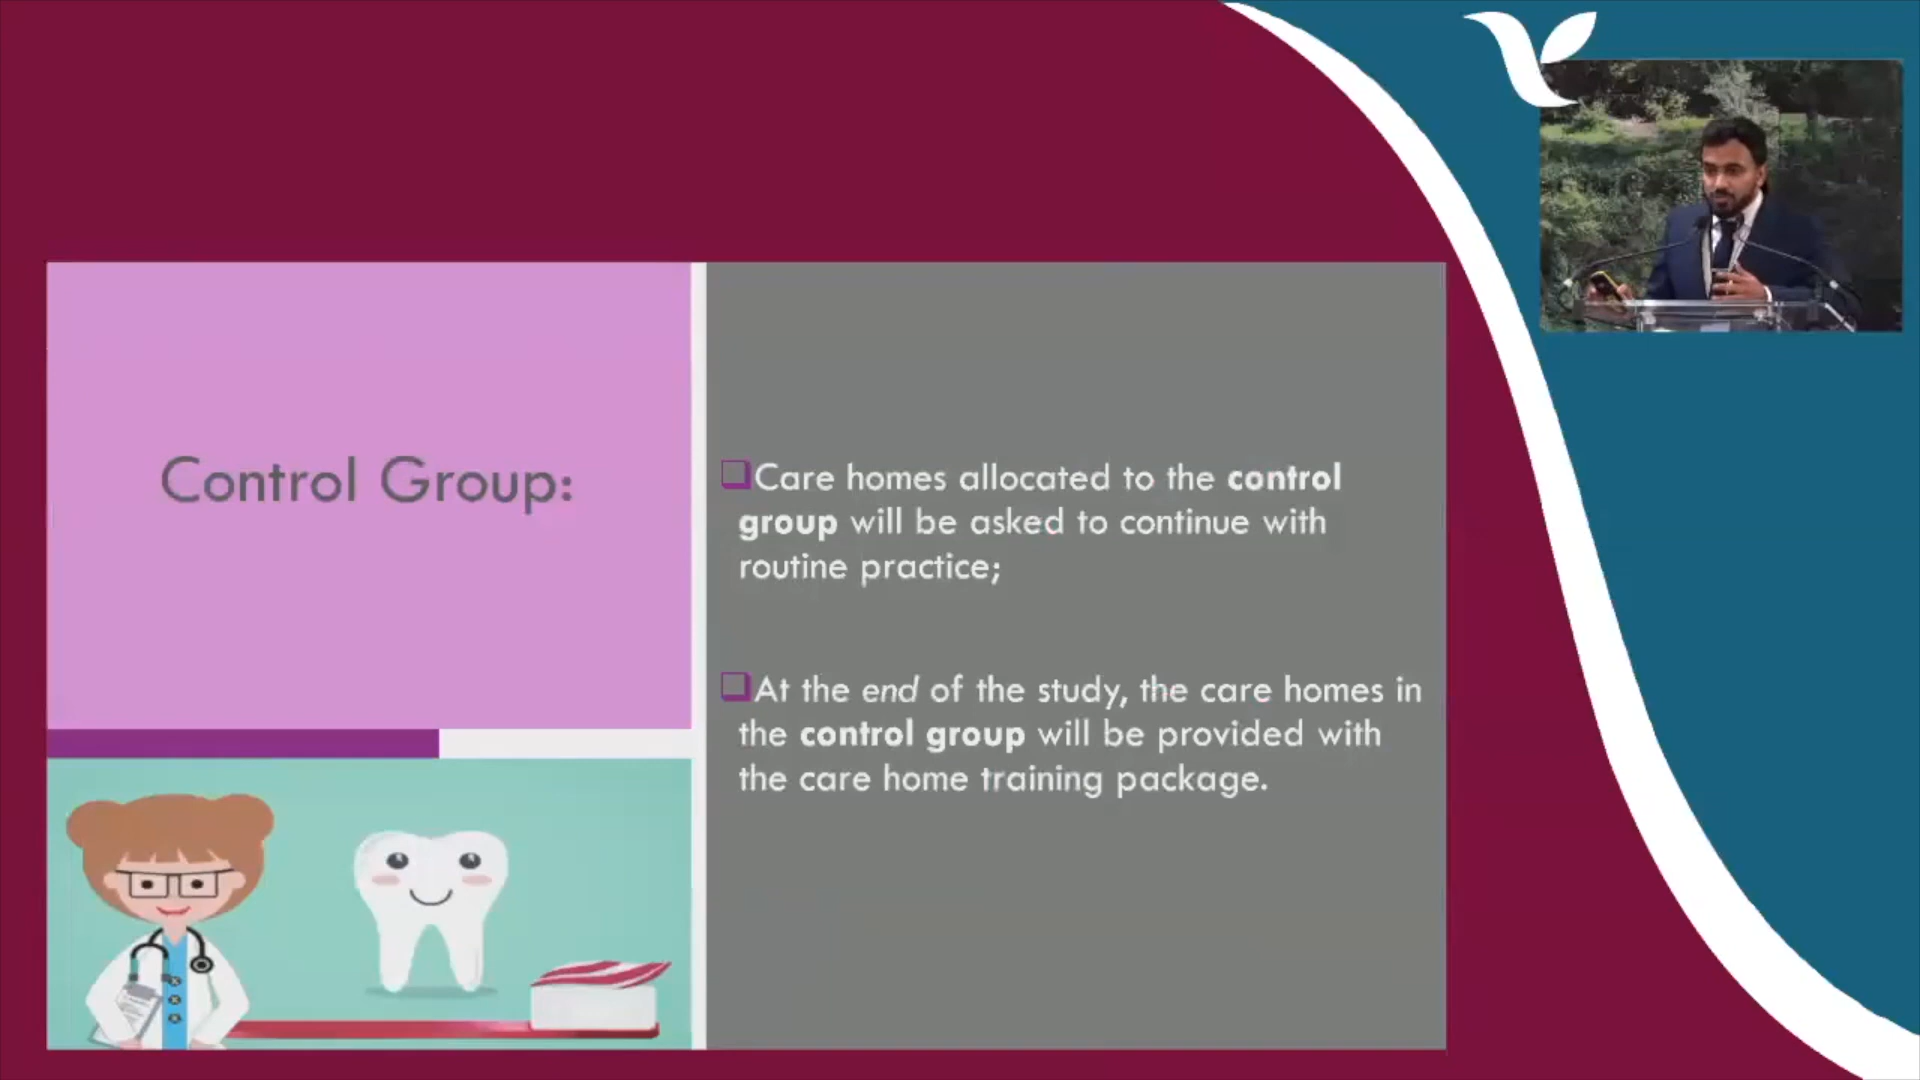 Control Group:
Care homes allocated to the control
group will be asked to continue with
routine practice;
At the end of the study, the care homes in
the control group will be provided with
the care home training package.